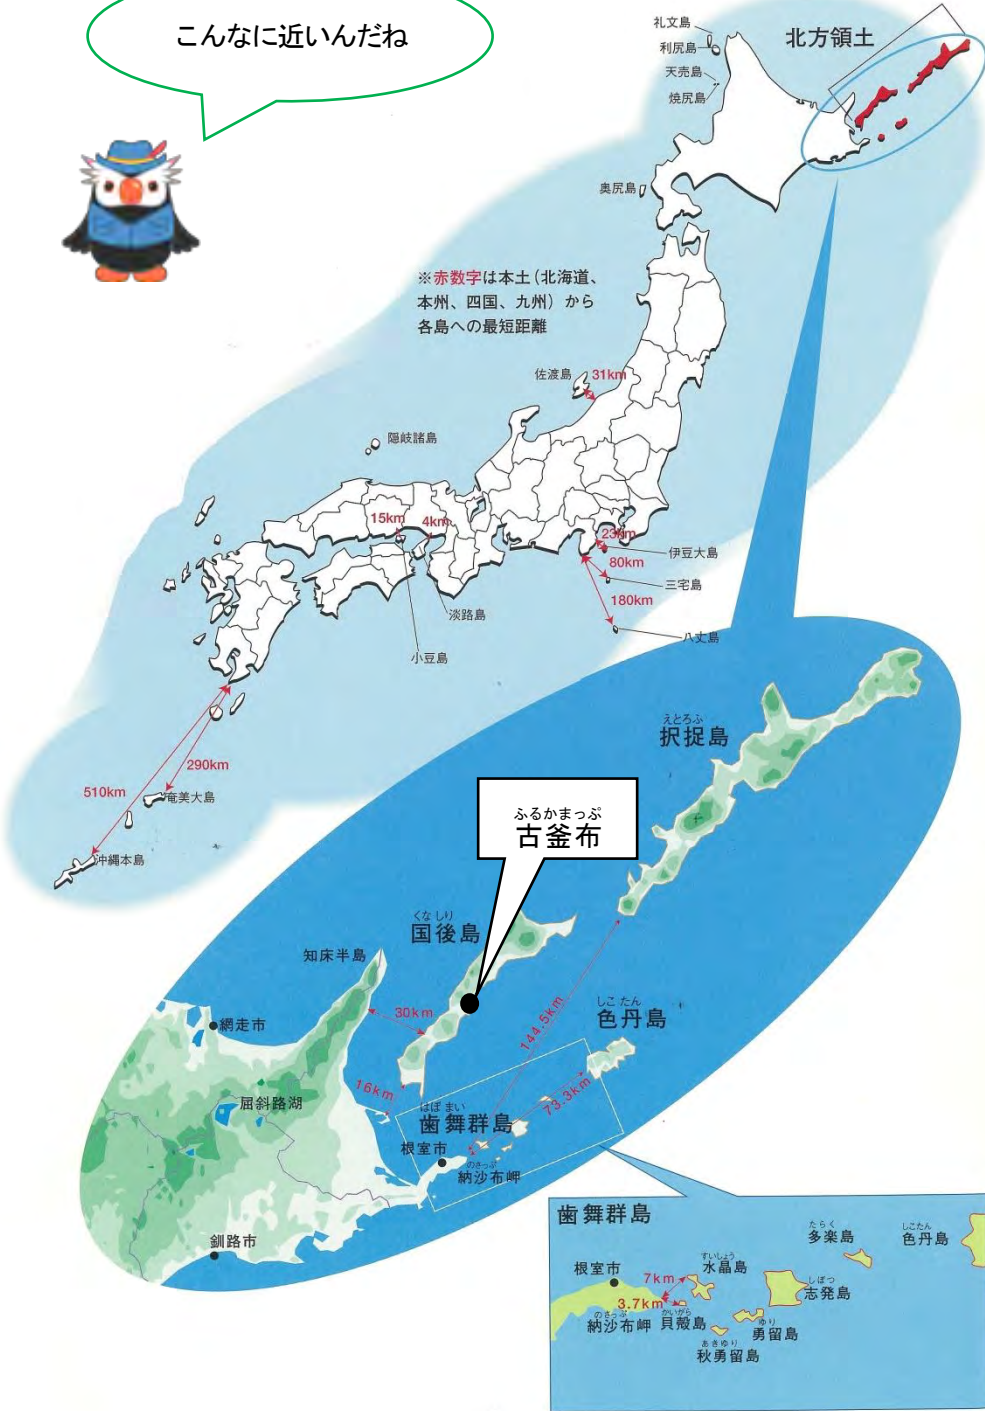 こんなに近いんだね
礼文島
利尻島
天売島
焼尻島
北方領土
奥尻島
※赤数字は本土(北海道、
本州、四国、九州)から
各島への最短距離
佐渡島
31km
隠岐諸島
15km
4km
23km
伊豆大島
80km
三宅島
180km
八丈島
淡路島
小豆島
290km
510km
奄美大島
沖縄本島
えとろふ
択捉島
ふるかまっぷ
古釜布
くなしり
国後島
知床半島
しこたん
色丹島
30km
144.5km
網走市
16km
73.3km
屈斜路湖
はぼまい
歯舞群島
根室市
のさっぷ
納沙布岬
釧路市
歯舞群島
たらく
多楽島
しこたん
色丹島
すいしょう
水晶島
根室市
7km
しぼつ
志発島
3.7km
のさっぷ
納沙布岬
かいがら
貝殻島
ゆり
勇留島
あきゆり
秋勇留島